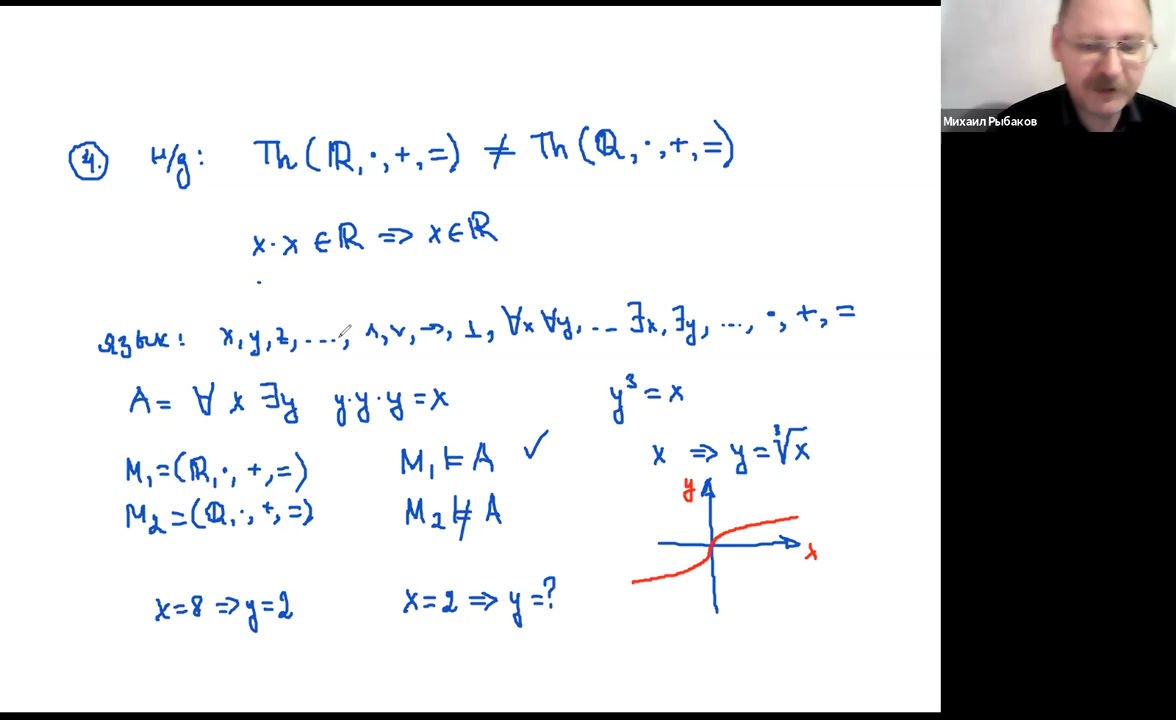 4. н/д: Th(ℝ, ·, +, =) ≠ Th(ℚ, ·, +, =)
x·x ∈ ℝ => x ∈ ℝ
язык: x, y, z, ..., ∧, ∨, →, ⊥, ∀x ∀y, ... ∃x, ∃y, ..., ·, +, =
A = ∀x ∃y y·y·y = x y³ = x
M₁ = (ℝ, ·, +, =) M₁ ⊨ A ✓ x => y = ∛x
M₂ = (ℚ, ·, +, =) M₂ ⊭ A
y
x
x = 8 => y = 2 x = 2 => y = ?
Михаил Рыбаков